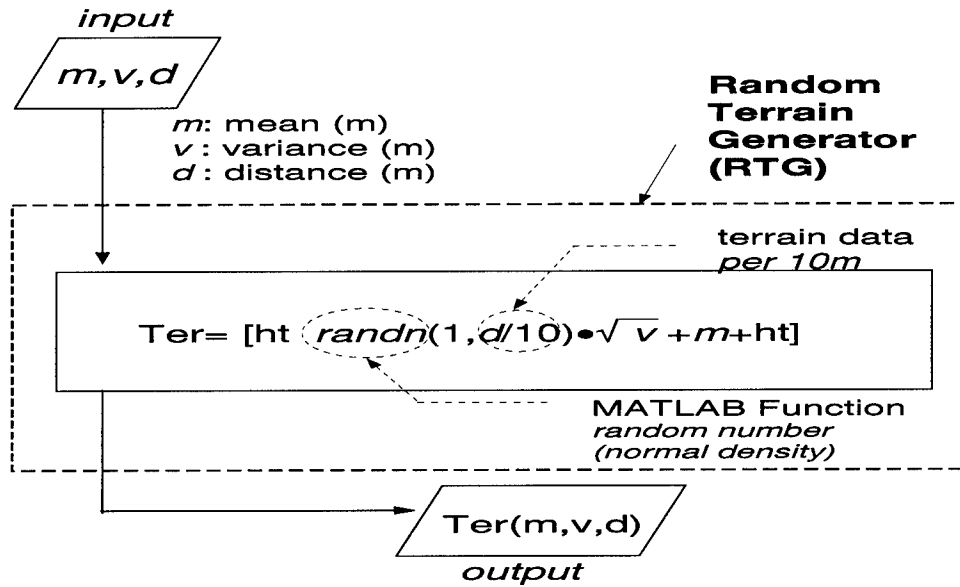 input
m,v,d
m: mean (m)
v : variance (m)
d : distance (m)
Random
Terrain
Generator
(RTG)
terrain data
per 10m
Ter= [ht randn(1,d/10)•√v+m+ht]
MATLAB Function
random number
(normal density)
Ter(m,v,d)
output